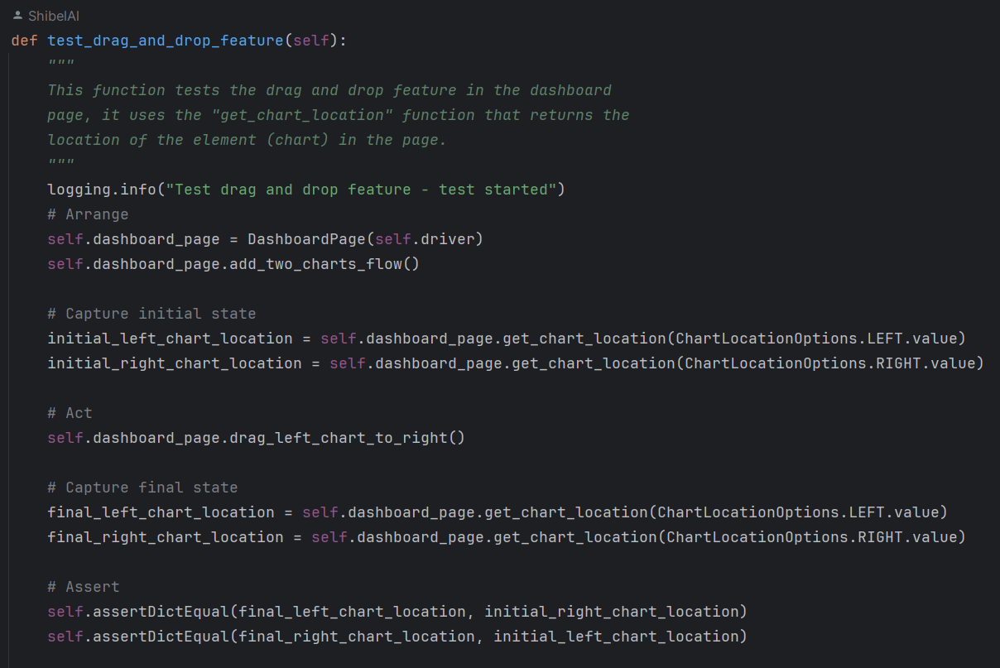 ShibelAI
def test_drag_and_drop_feature(self):
    """
    This function tests the drag and drop feature in the dashboard
    page, it uses the "get_chart_location" function that returns the
    location of the element (chart) in the page.
    """
    logging.info("Test drag and drop feature - test started")
    # Arrange
    self.dashboard_page = DashboardPage(self.driver)
    self.dashboard_page.add_two_charts_flow()

    # Capture initial state
    initial_left_chart_location = self.dashboard_page.get_chart_location(ChartLocationOptions.LEFT.value)
    initial_right_chart_location = self.dashboard_page.get_chart_location(ChartLocationOptions.RIGHT.value)

    # Act
    self.dashboard_page.drag_left_chart_to_right()

    # Capture final state
    final_left_chart_location = self.dashboard_page.get_chart_location(ChartLocationOptions.LEFT.value)
    final_right_chart_location = self.dashboard_page.get_chart_location(ChartLocationOptions.RIGHT.value)

    # Assert
    self.assertDictEqual(final_left_chart_location, initial_right_chart_location)
    self.assertDictEqual(final_right_chart_location, initial_left_chart_location)